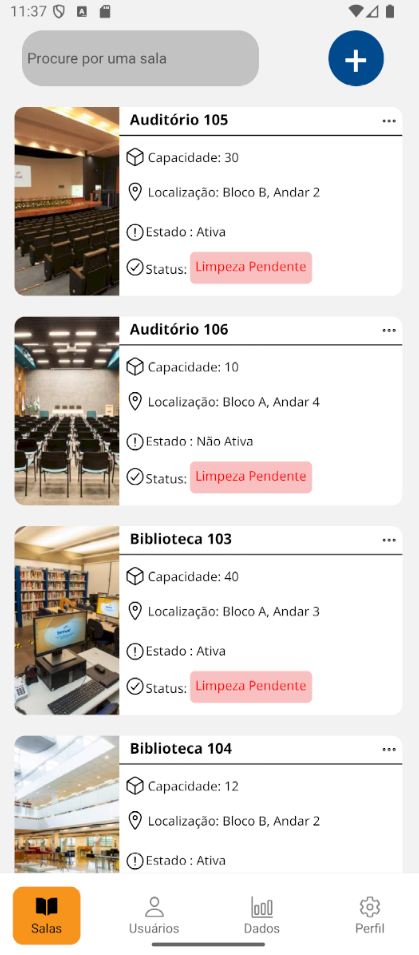 11:37
Procure por uma sala
+
Auditório 105
Capacidade: 30
Localização: Bloco B, Andar 2
Estado : Ativa
Status: Limpeza Pendente
Auditório 106
Capacidade: 10
Localização: Bloco A, Andar 4
Estado : Não Ativa
Status: Limpeza Pendente
Biblioteca 103
Capacidade: 40
Localização: Bloco A, Andar 3
Estado : Ativa
Status: Limpeza Pendente
Biblioteca 104
Capacidade: 12
Localização: Bloco B, Andar 2
Estado : Ativa
Salas
Usuários
Dados
Perfil